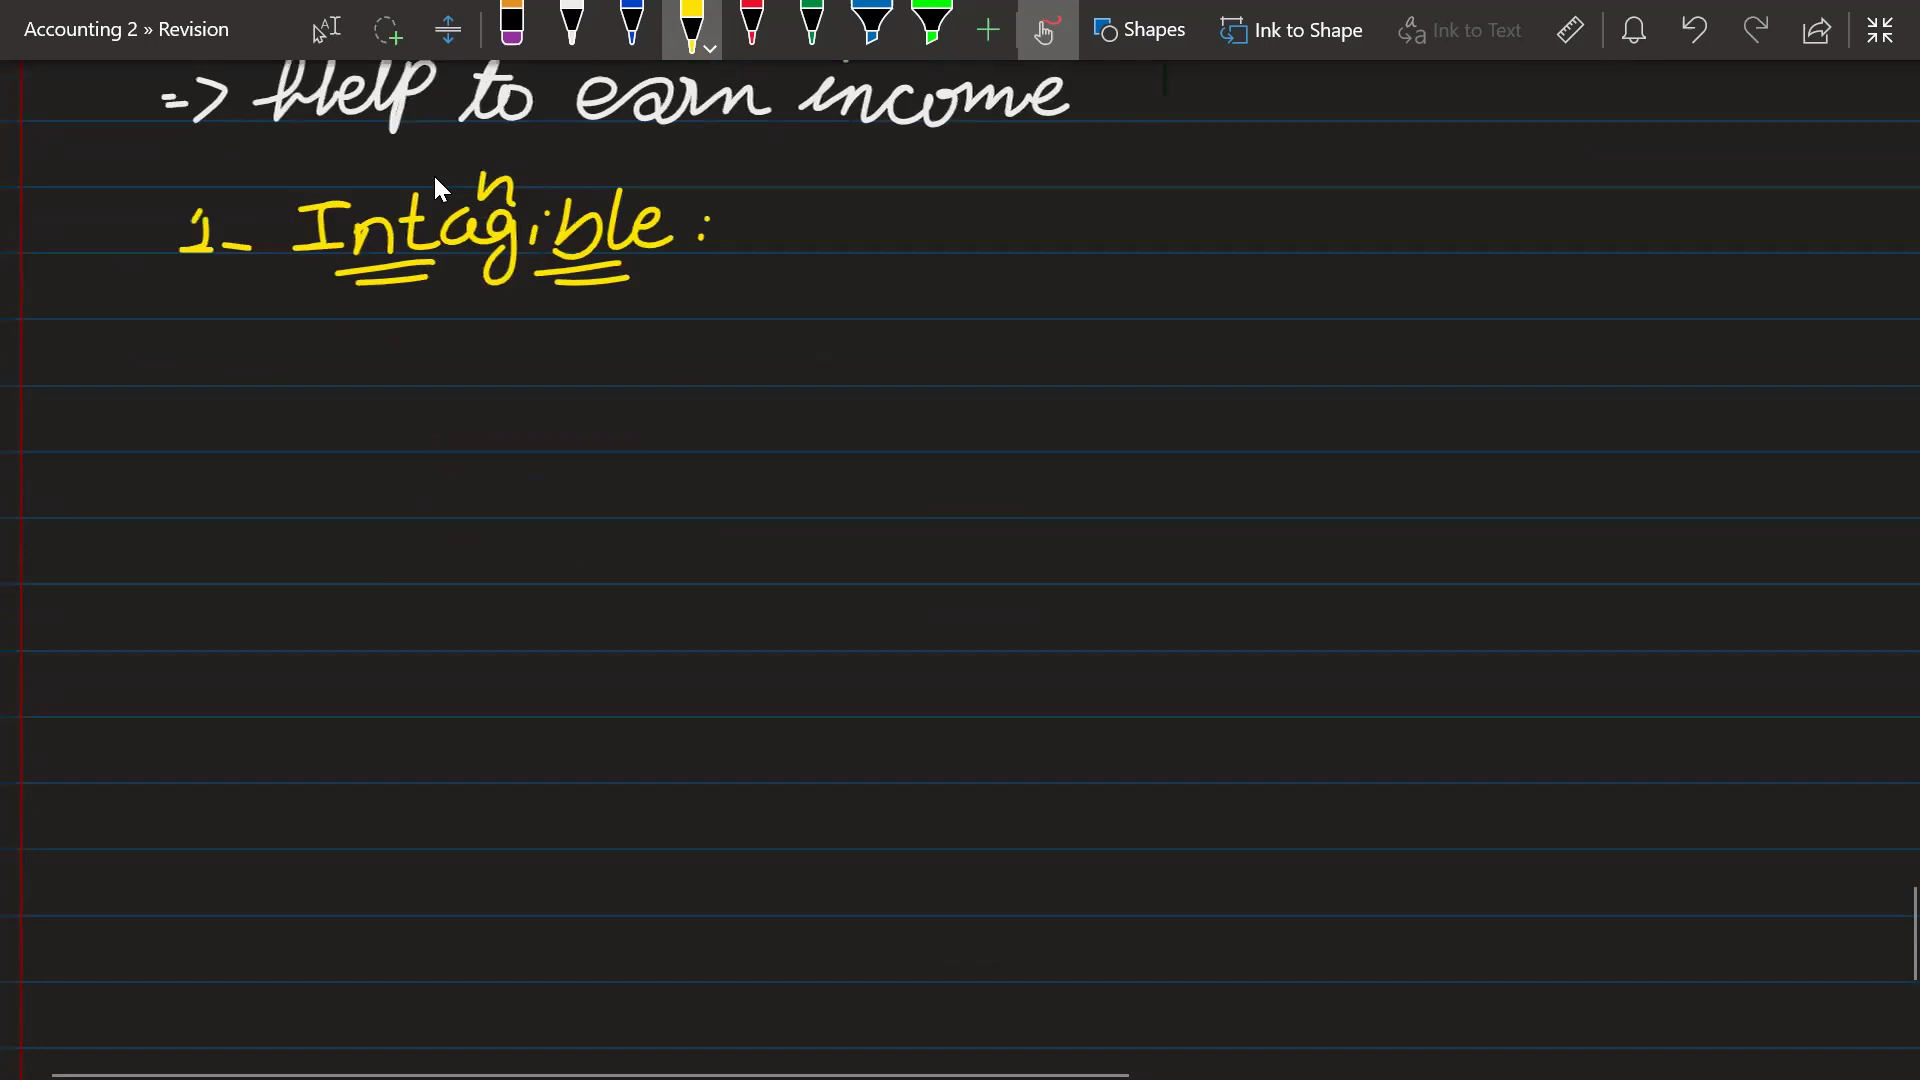 Accounting 2 » Revision
Shapes
Ink to Shape
Ink to Text
=> Help to earn income
1- Intangible: